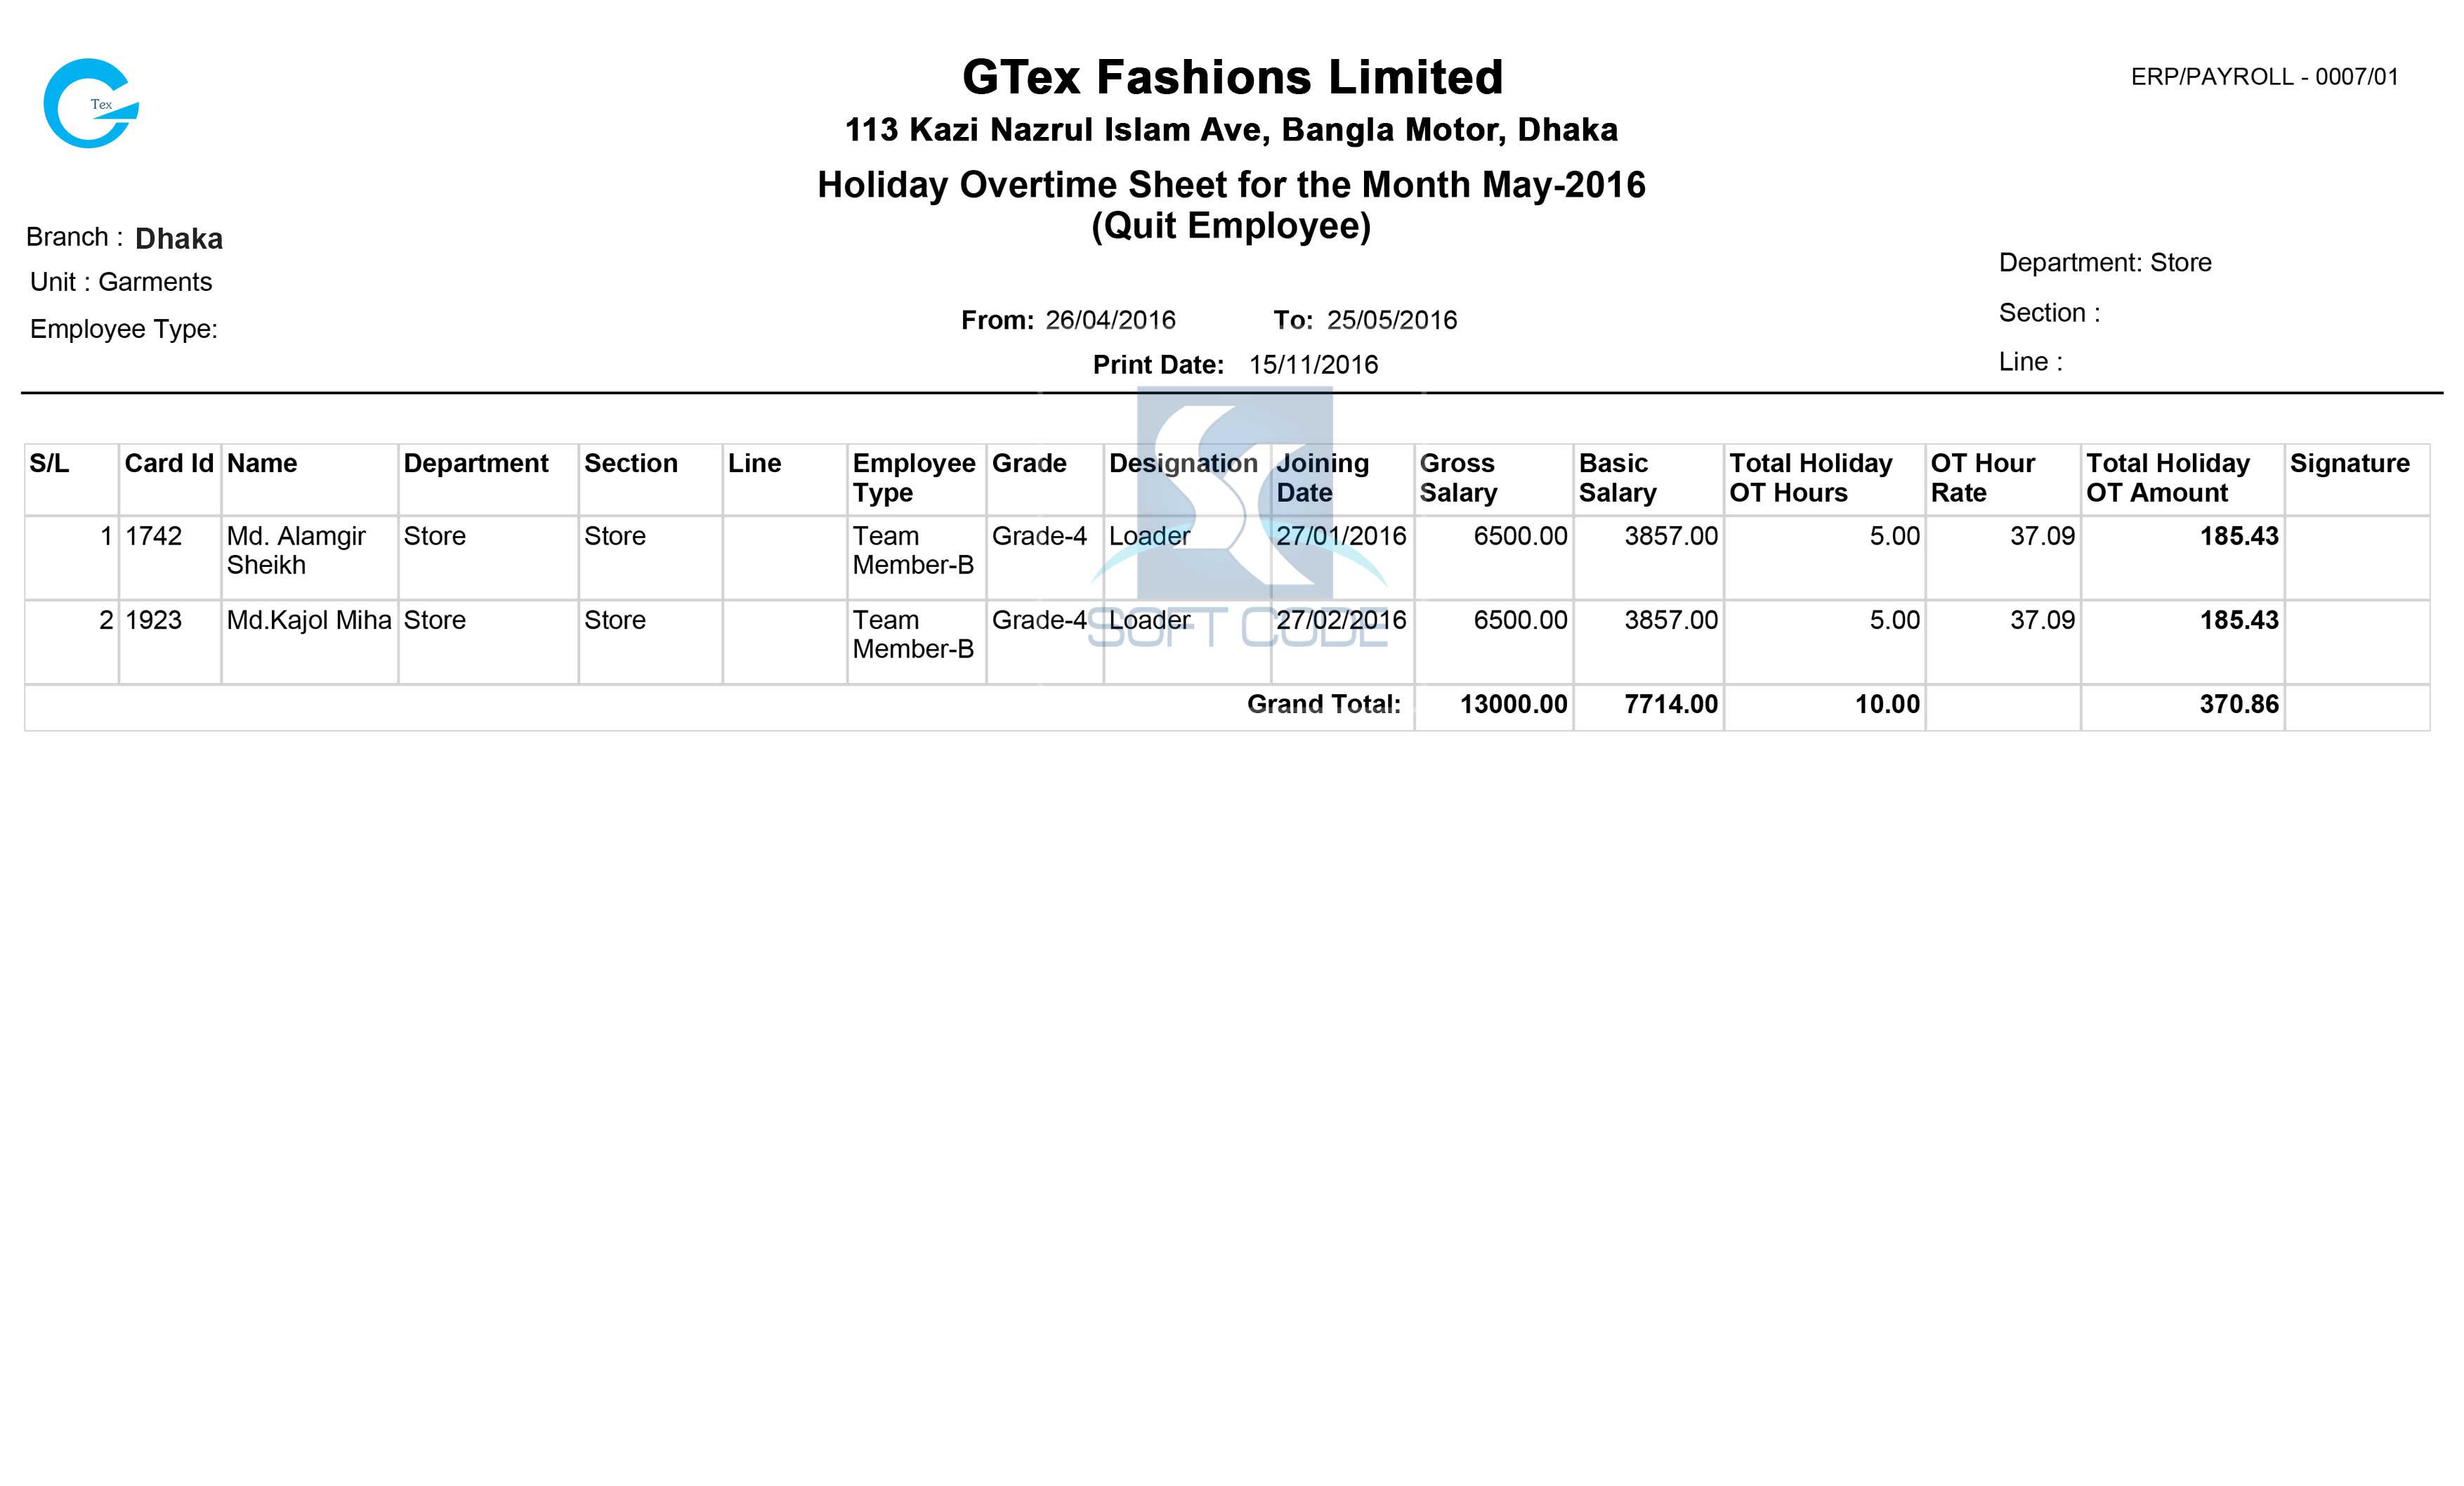 Tex
GTex Fashions Limited
ERP/PAYROLL - 0007/01
113 Kazi Nazrul Islam Ave, Bangla Motor, Dhaka
Holiday Overtime Sheet for the Month May-2016
(Quit Employee)
Branch : Dhaka
Unit : Garments
Employee Type:
Department: Store
Section :
Line :
From: 26/04/2016 To: 25/05/2016
Print Date: 15/11/2016
S/L Card Id Name Department Section Line Employee Type Grade Designation Joining Date Gross Salary Basic Salary Total Holiday OT Hours OT Hour Rate Total Holiday OT Amount Signature
1 1742 Md. Alamgir Sheikh Store Store Team Member-B Grade-4 Loader 27/01/2016 6500.00 3857.00 5.00 37.09 185.43
2 1923 Md.Kajol Miha Store Store Team Member-B Grade-4 Loader 27/02/2016 6500.00 3857.00 5.00 37.09 185.43
Grand Total: 13000.00 7714.00 10.00 370.86
SOFT CODE